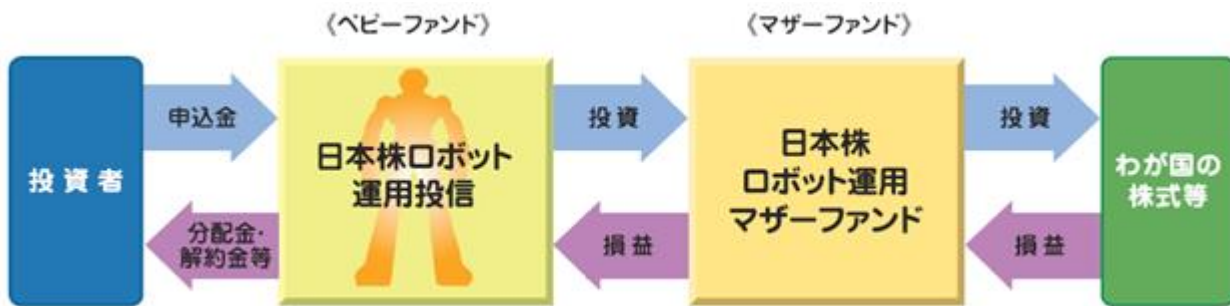 《ベビーファンド》
《マザーファンド》
投資者
申込金
分配金・
解約金等
日本株ロボット
運用投信
投資
損益
日本株
ロボット運用
マザーファンド
投資
損益
わが国の
株式等